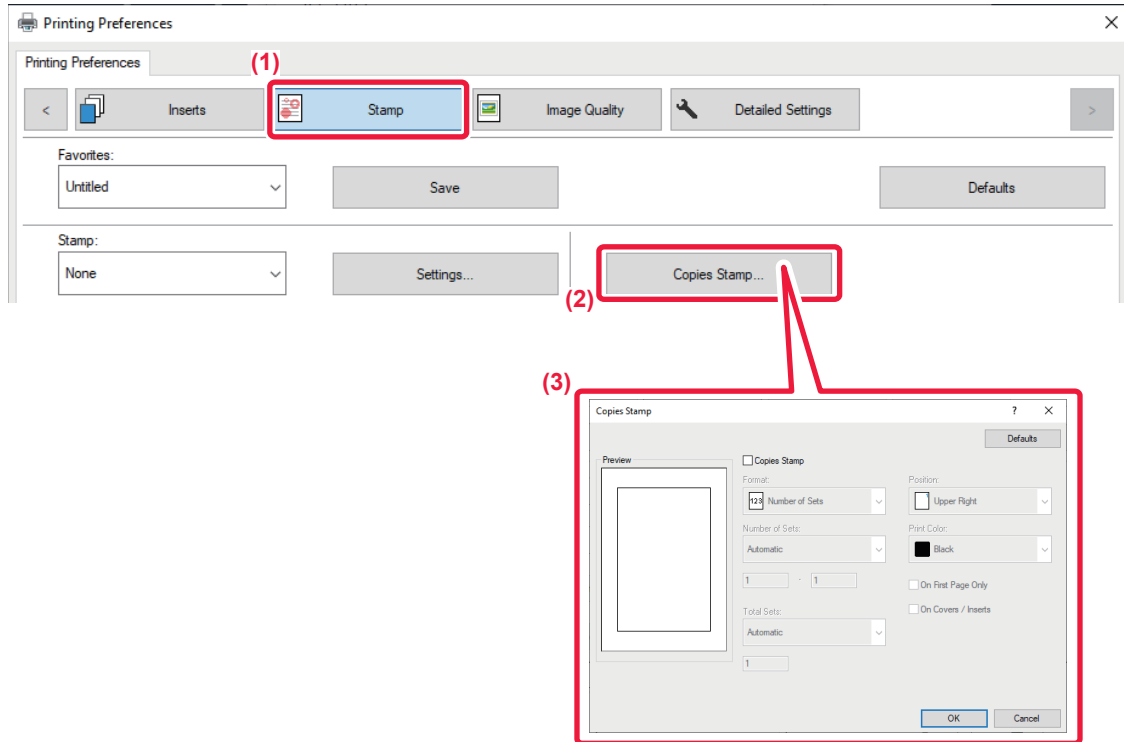 Printing Preferences
Printing Preferences
(1)
< Inserts Stamp Image Quality Detailed Settings >
Favorites:
Untitled Save Defaults
Stamp:
None Settings... Copies Stamp...
(2)
(3)
Copies Stamp ? ×
Defaults
Preview Copies Stamp
Format: Position:
123 Number of Sets 1 Upper Right
Number of Sets: Print Color:
Automatic Black
1 - 1 On First Page Only
Total Sets: On Covers / Inserts
Automatic
1
OK Cancel